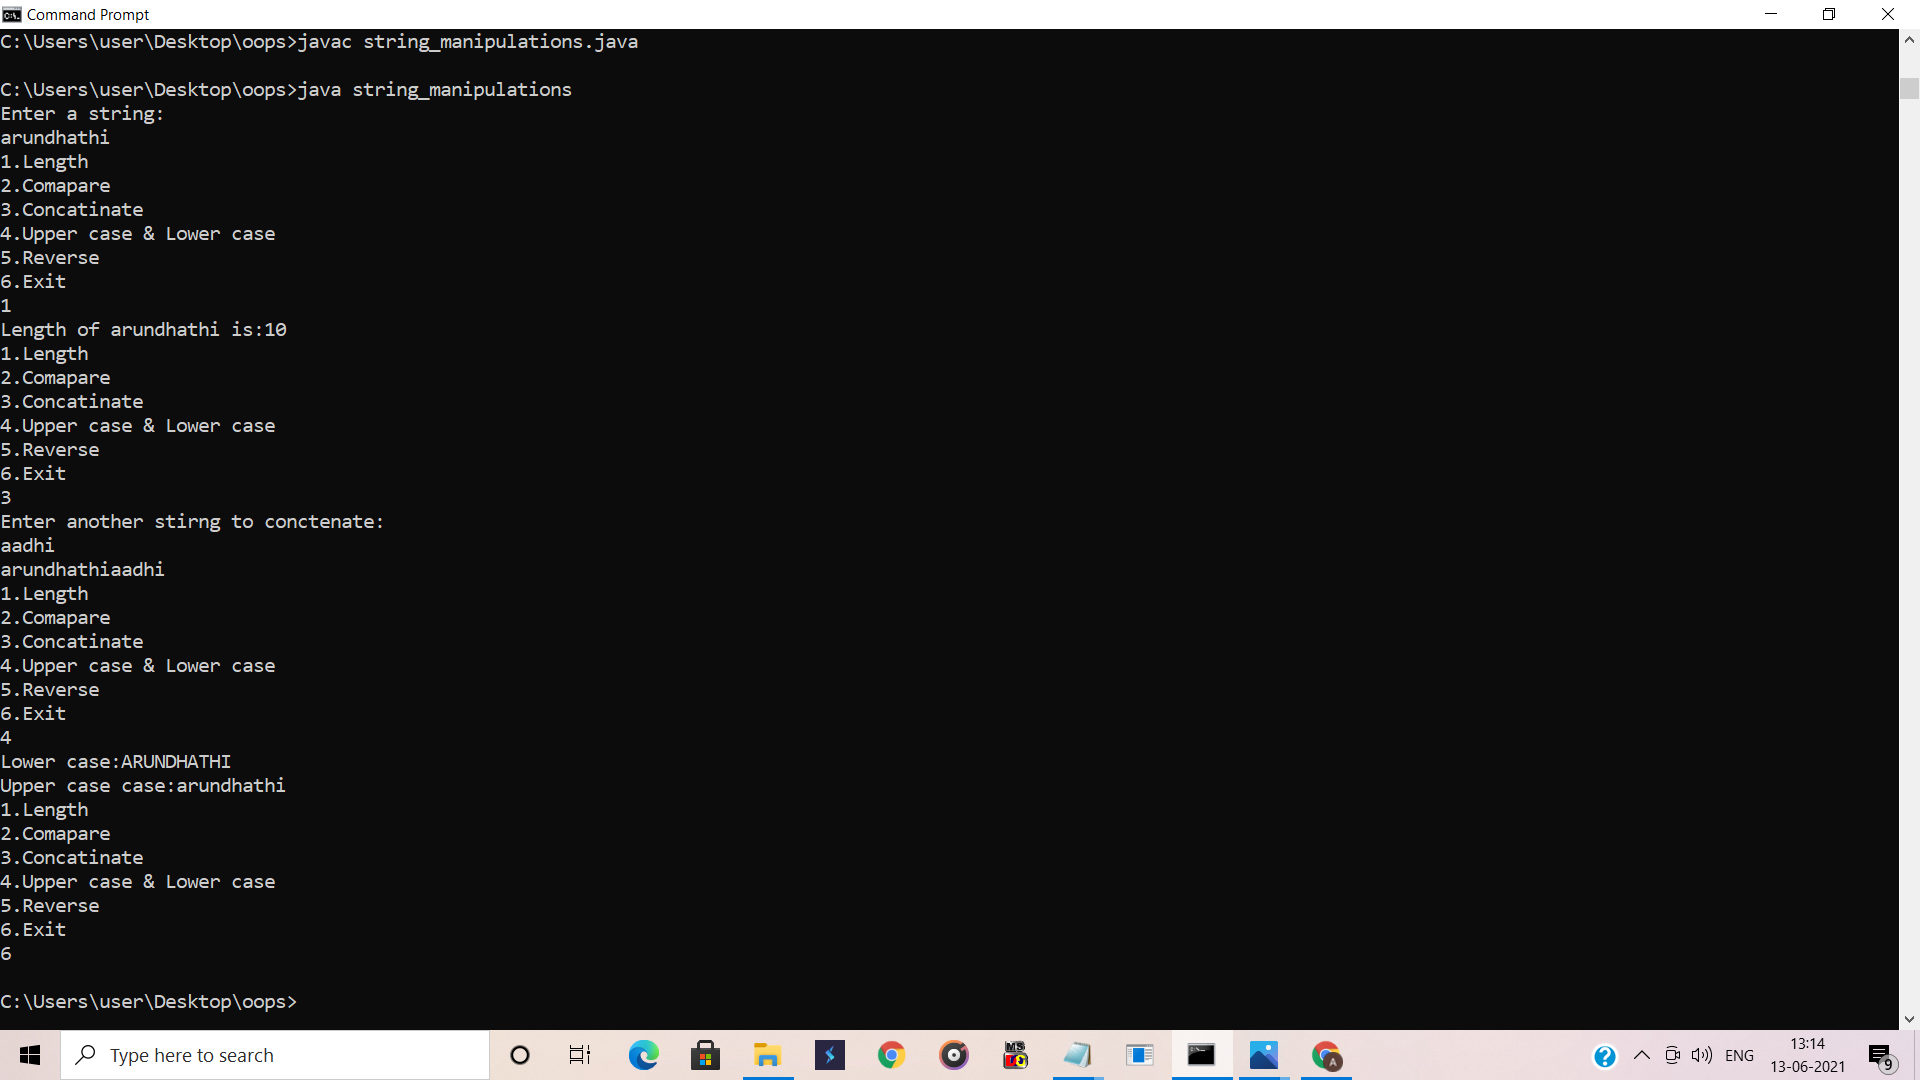 Command Prompt
C:\Users\user\Desktop\oops>javac string_manipulations.java
C:\Users\user\Desktop\oops>java string_manipulations
Enter a string:
arundhathi
1.Length
2.Comapare
3.Concatinate
4.Upper case & Lower case
5.Reverse
6.Exit
1
Length of arundhathi is:10
1.Length
2.Comapare
3.Concatinate
4.Upper case & Lower case
5.Reverse
6.Exit
3
Enter another stirng to conctenate:
aadhi
arundhathiaadhi
1.Length
2.Comapare
3.Concatinate
4.Upper case & Lower case
5.Reverse
6.Exit
4
Lower case:ARUNDHATHI
Upper case case:arundhathi
1.Length
2.Comapare
3.Concatinate
4.Upper case & Lower case
5.Reverse
6.Exit
6
C:\Users\user\Desktop\oops>
Type here to search
MS
A
ENG
13:14
13-06-2021
9